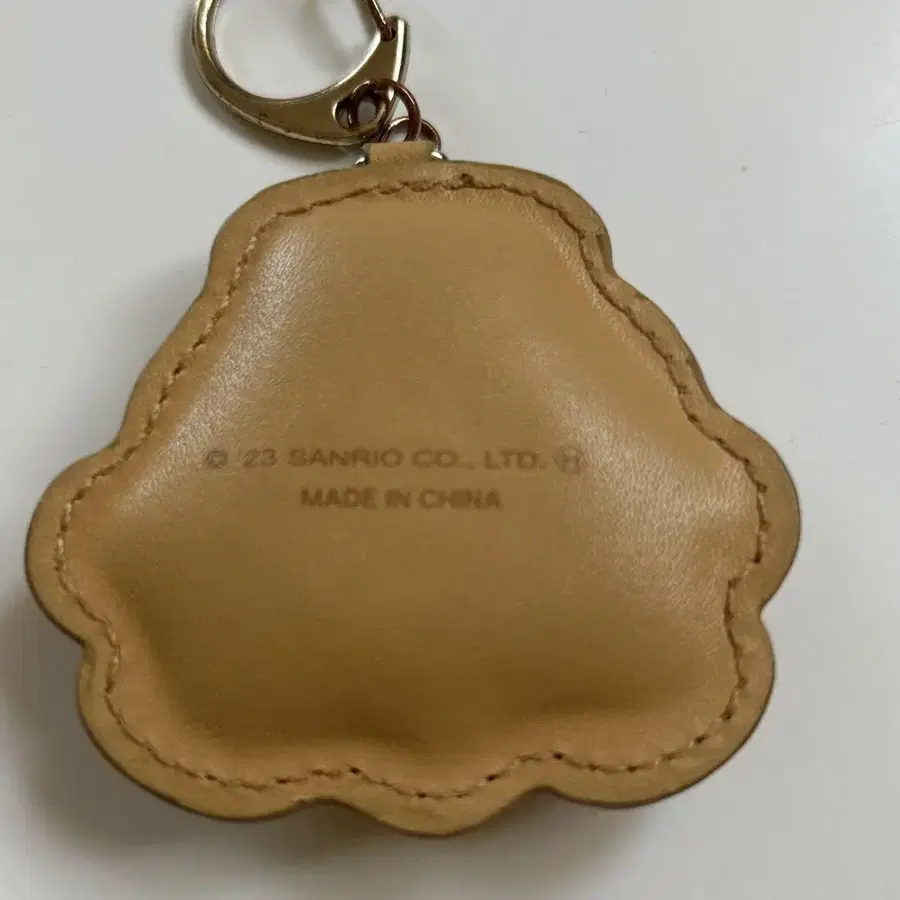 © '23 SANRIO CO., LTD. Ⓗ
MADE IN CHINA